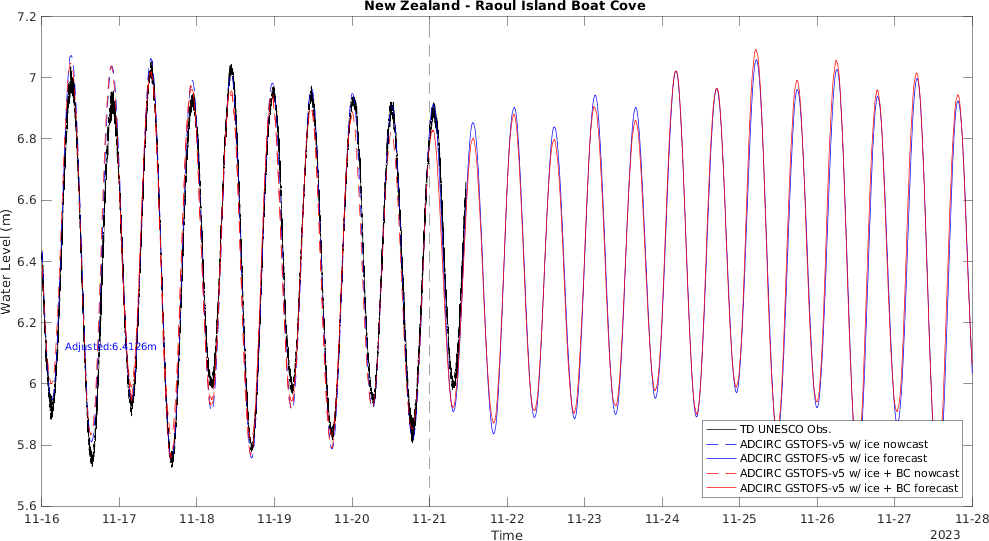 New Zealand - Raoul Island Boat Cove
7.2
7
6.8
6.6
6.4
6.2
6
5.8
5.6
Water Level (m)
Adjusted:6.4126m
TD UNESCO Obs.
ADCIRC GSTOFS-v5 w/ ice nowcast
ADCIRC GSTOFS-v5 w/ ice forecast
ADCIRC GSTOFS-v5 w/ ice + BC nowcast
ADCIRC GSTOFS-v5 w/ ice + BC forecast
11-16 11-17 11-18 11-19 11-20 11-21 11-22 11-23 11-24 11-25 11-26 11-27 11-28
Time
2023